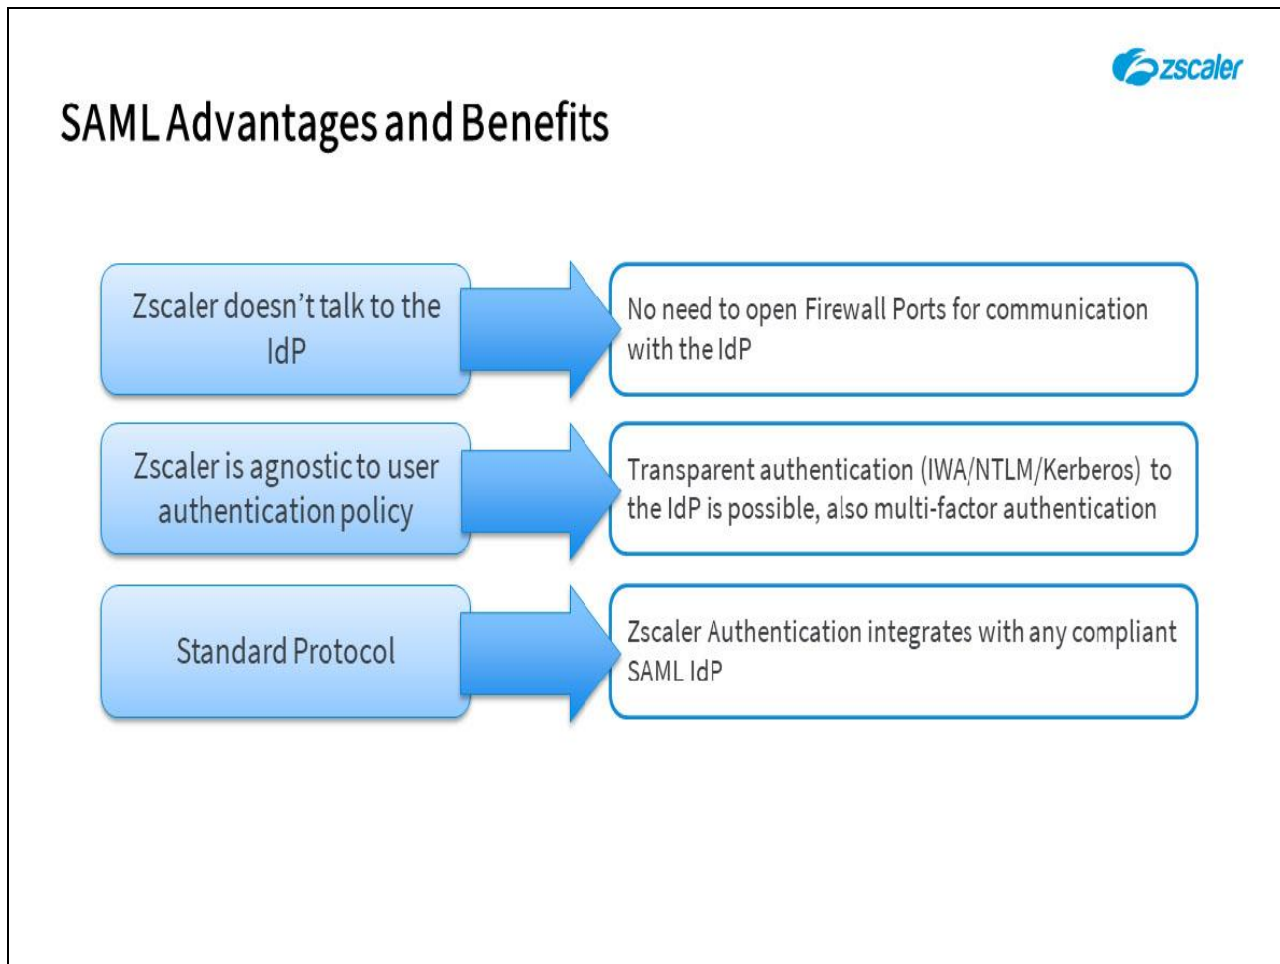 zscaler
SAML Advantages and Benefits
Zscaler doesn’t talk to the
IdP
No need to open Firewall Ports for communication
with the IdP
Zscaler is agnostic to user
authentication policy
Transparent authentication (IWA/NTLM/Kerberos) to
the IdP is possible, also multi-factor authentication
Standard Protocol
Zscaler Authentication integrates with any compliant
SAML IdP